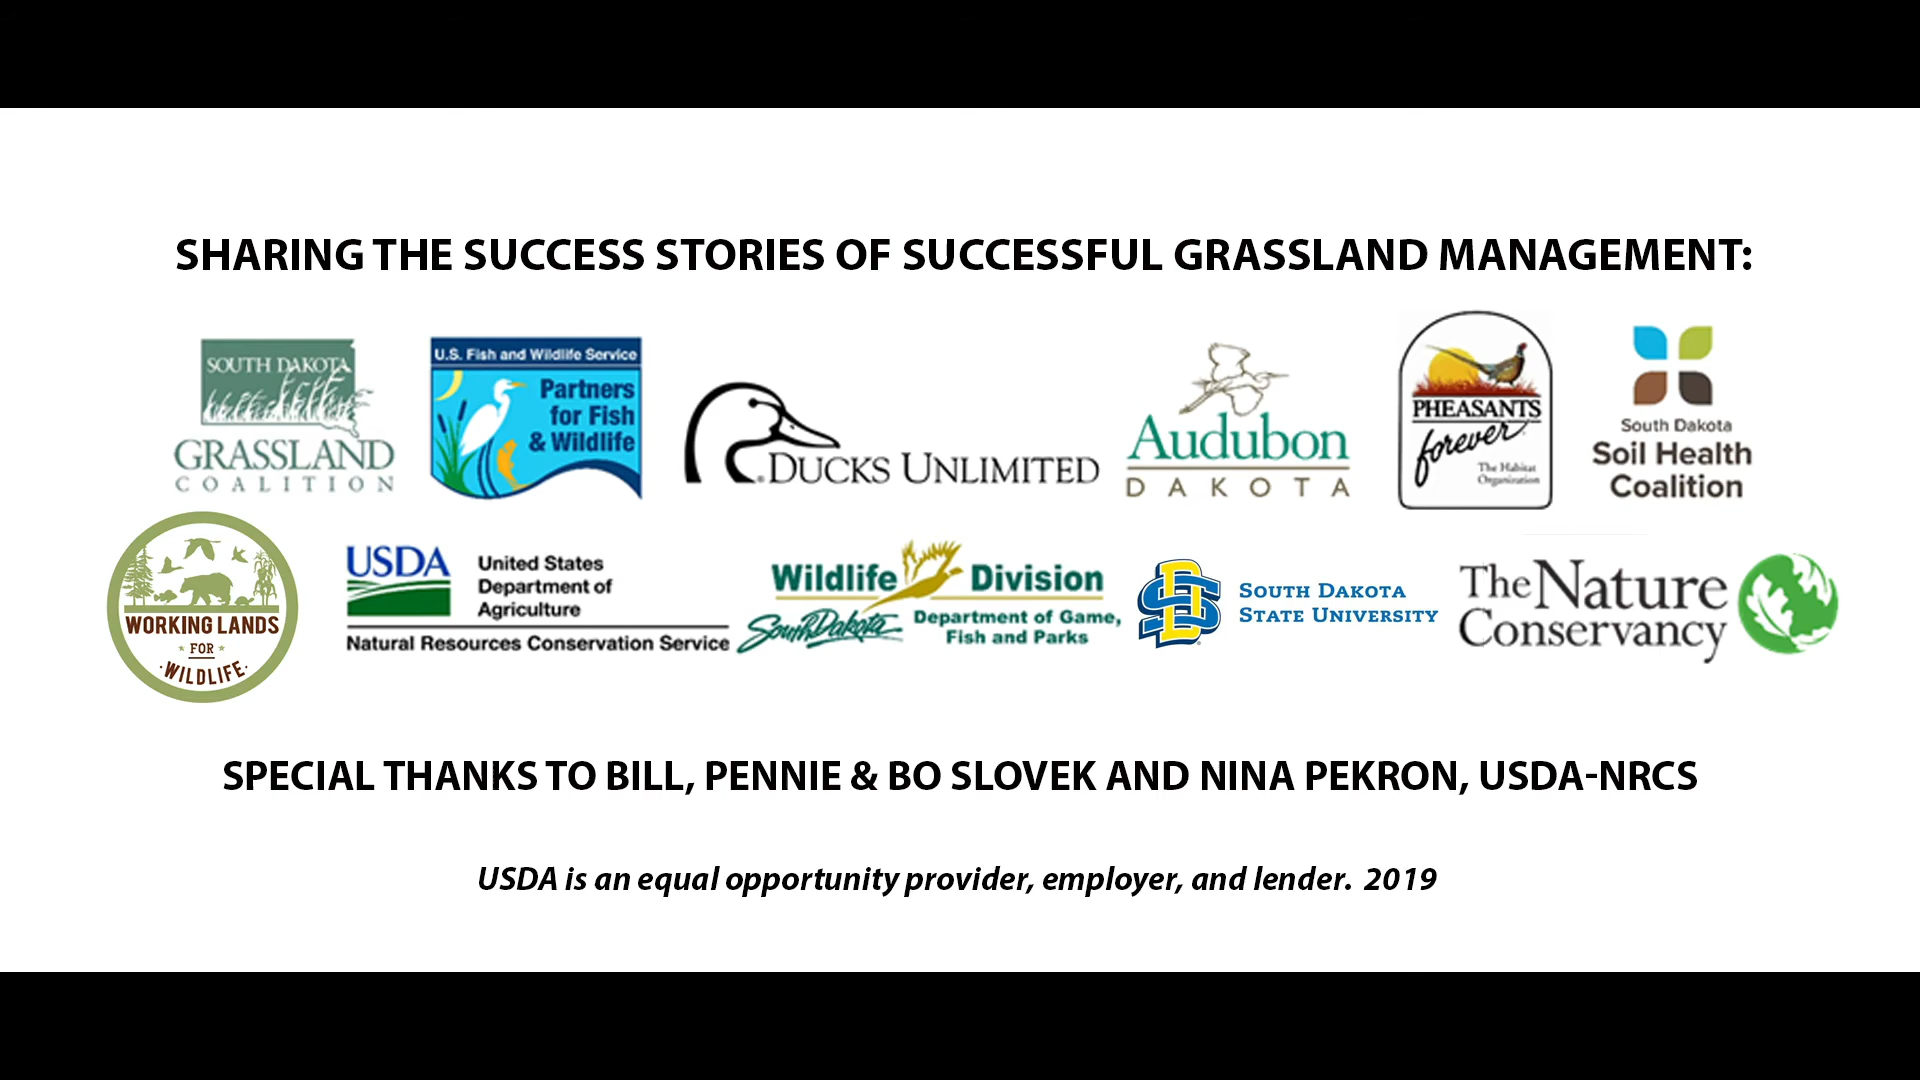 SHARING THE SUCCESS STORIES OF SUCCESSFUL GRASSLAND MANAGEMENT:
SOUTH DAKOTA
GRASSLAND
COALITION
U.S. Fish and Wildlife Service
Partners
for Fish
& Wildlife
DUCKS UNLIMITED
Audubon
DAKOTA
PHEASANTS
forever
The Habitat
Organization
South Dakota
Soil Health
Coalition
WORKING LANDS
FOR
WILDLIFE
USDA
United States
Department of
Agriculture
Natural Resources Conservation Service
Wildlife Division
South Dakota
Department of Game,
Fish and Parks
SD
SOUTH DAKOTA
STATE UNIVERSITY
The Nature
Conservancy
SPECIAL THANKS TO BILL, PENNIE & BO SLOVEK AND NINA PEKRON, USDA-NRCS
USDA is an equal opportunity provider, employer, and lender. 2019